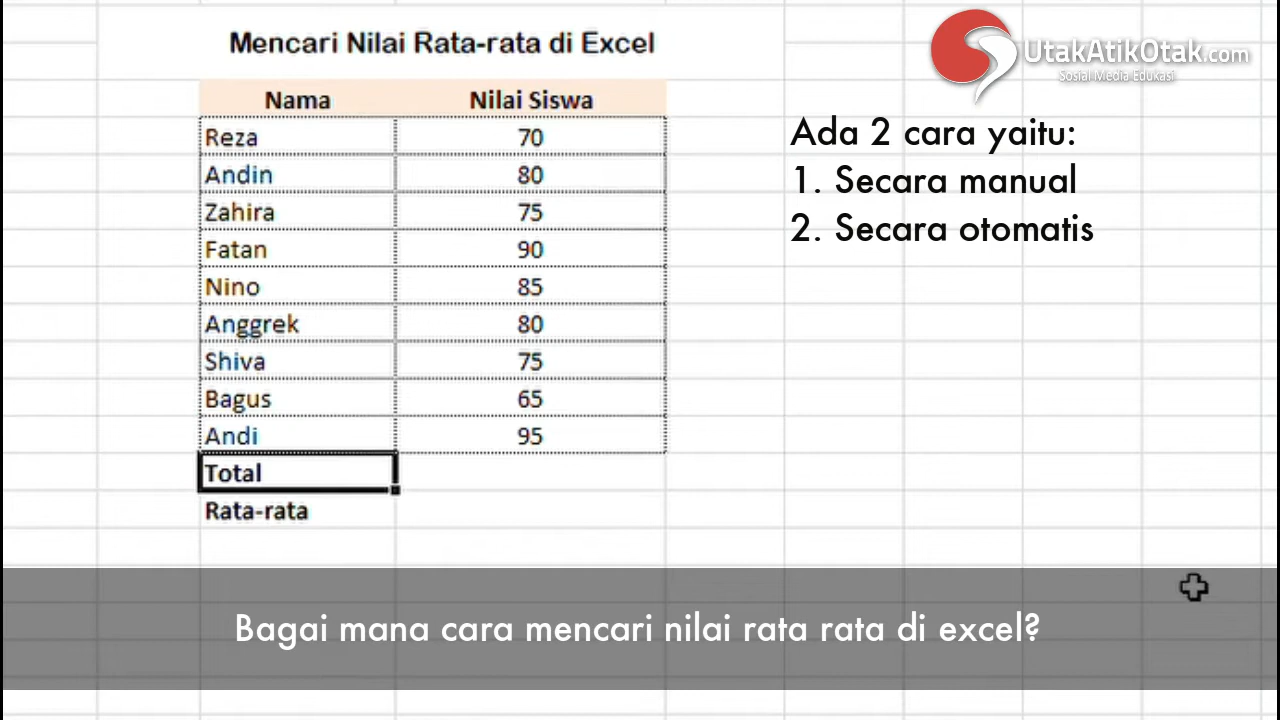 Mencari Nilai Rata-rata di Excel
UtakAtikOtak.com
Sosial Media Edukasi
Nama Nilai Siswa
Reza 70
Andin 80
Zahira 75
Fatan 90
Nino 85
Anggrek 80
Shiva 75
Bagus 65
Andi 95
Total
Rata-rata
Ada 2 cara yaitu:
1. Secara manual
2. Secara otomatis
Bagai mana cara mencari nilai rata rata di excel?